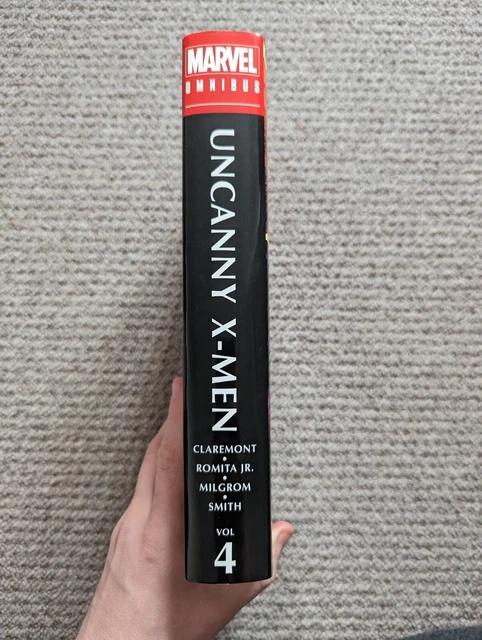 MARVEL
OMNIBUS
UNCANNY X-MEN
CLAREMONT
•
ROMITA JR.
•
MILGROM
•
SMITH
VOL
4